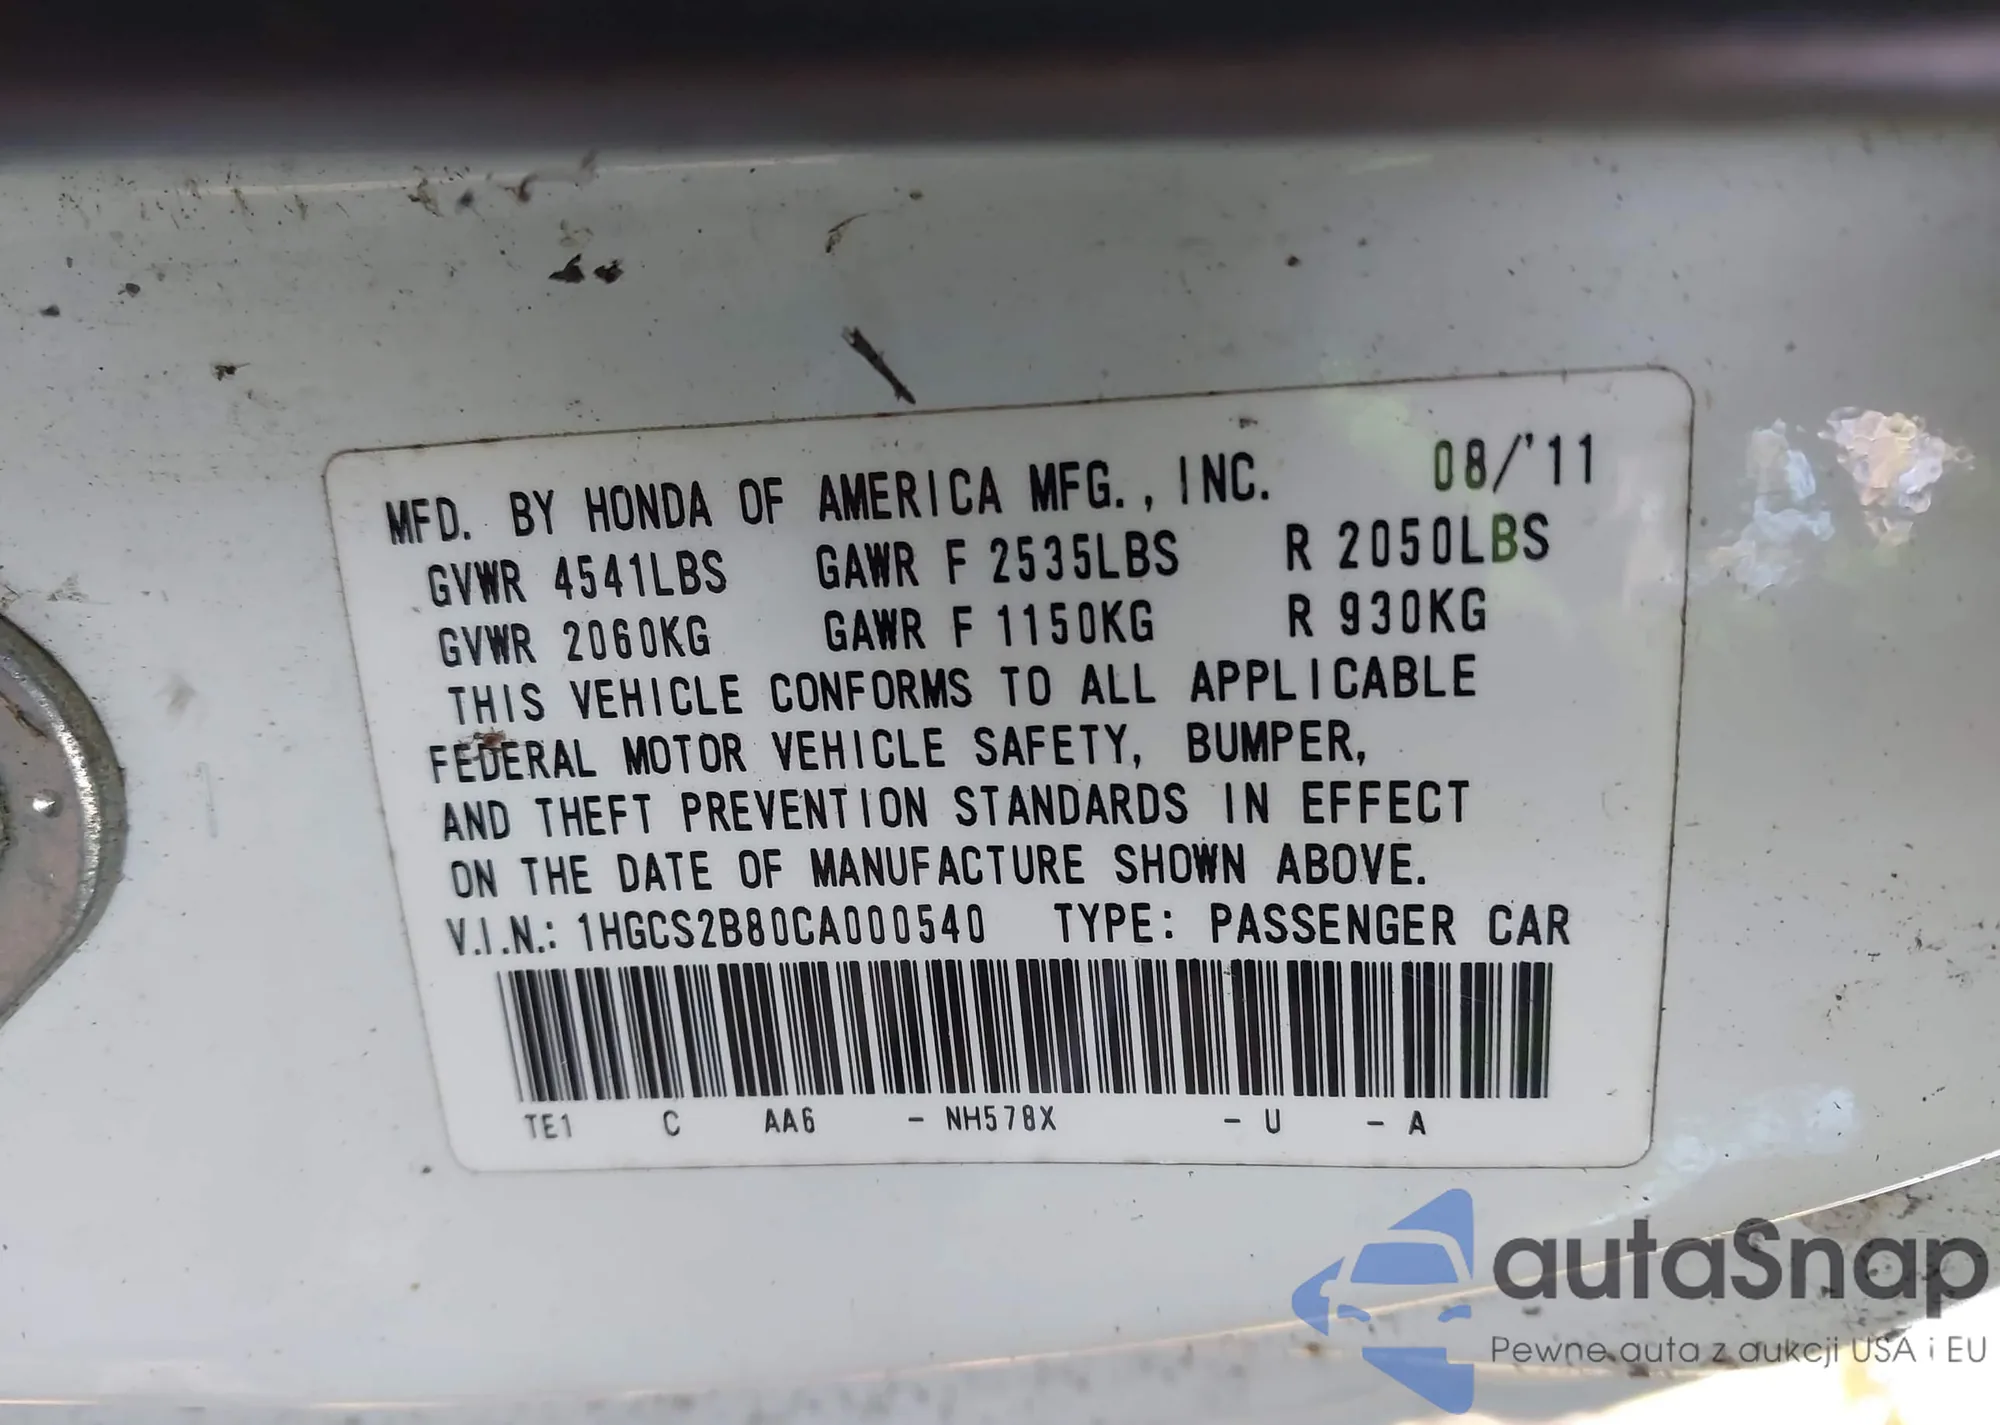 MFD. BY HONDA OF AMERICA MFG., INC. 08/'11
GVWR 4541LBS GAWR F 2535LBS R 2050LBS
GVWR 2060KG GAWR F 1150KG R 930KG
THIS VEHICLE CONFORMS TO ALL APPLICABLE
FEDERAL MOTOR VEHICLE SAFETY, BUMPER,
AND THEFT PREVENTION STANDARDS IN EFFECT
ON THE DATE OF MANUFACTURE SHOWN ABOVE.
V.I.N.: 1HGCS2B80CA000540 TYPE: PASSENGER CAR
TE1 C AA6 - NH578X - U - A
autaSnap
Pewne auta z aukcji USA i EU